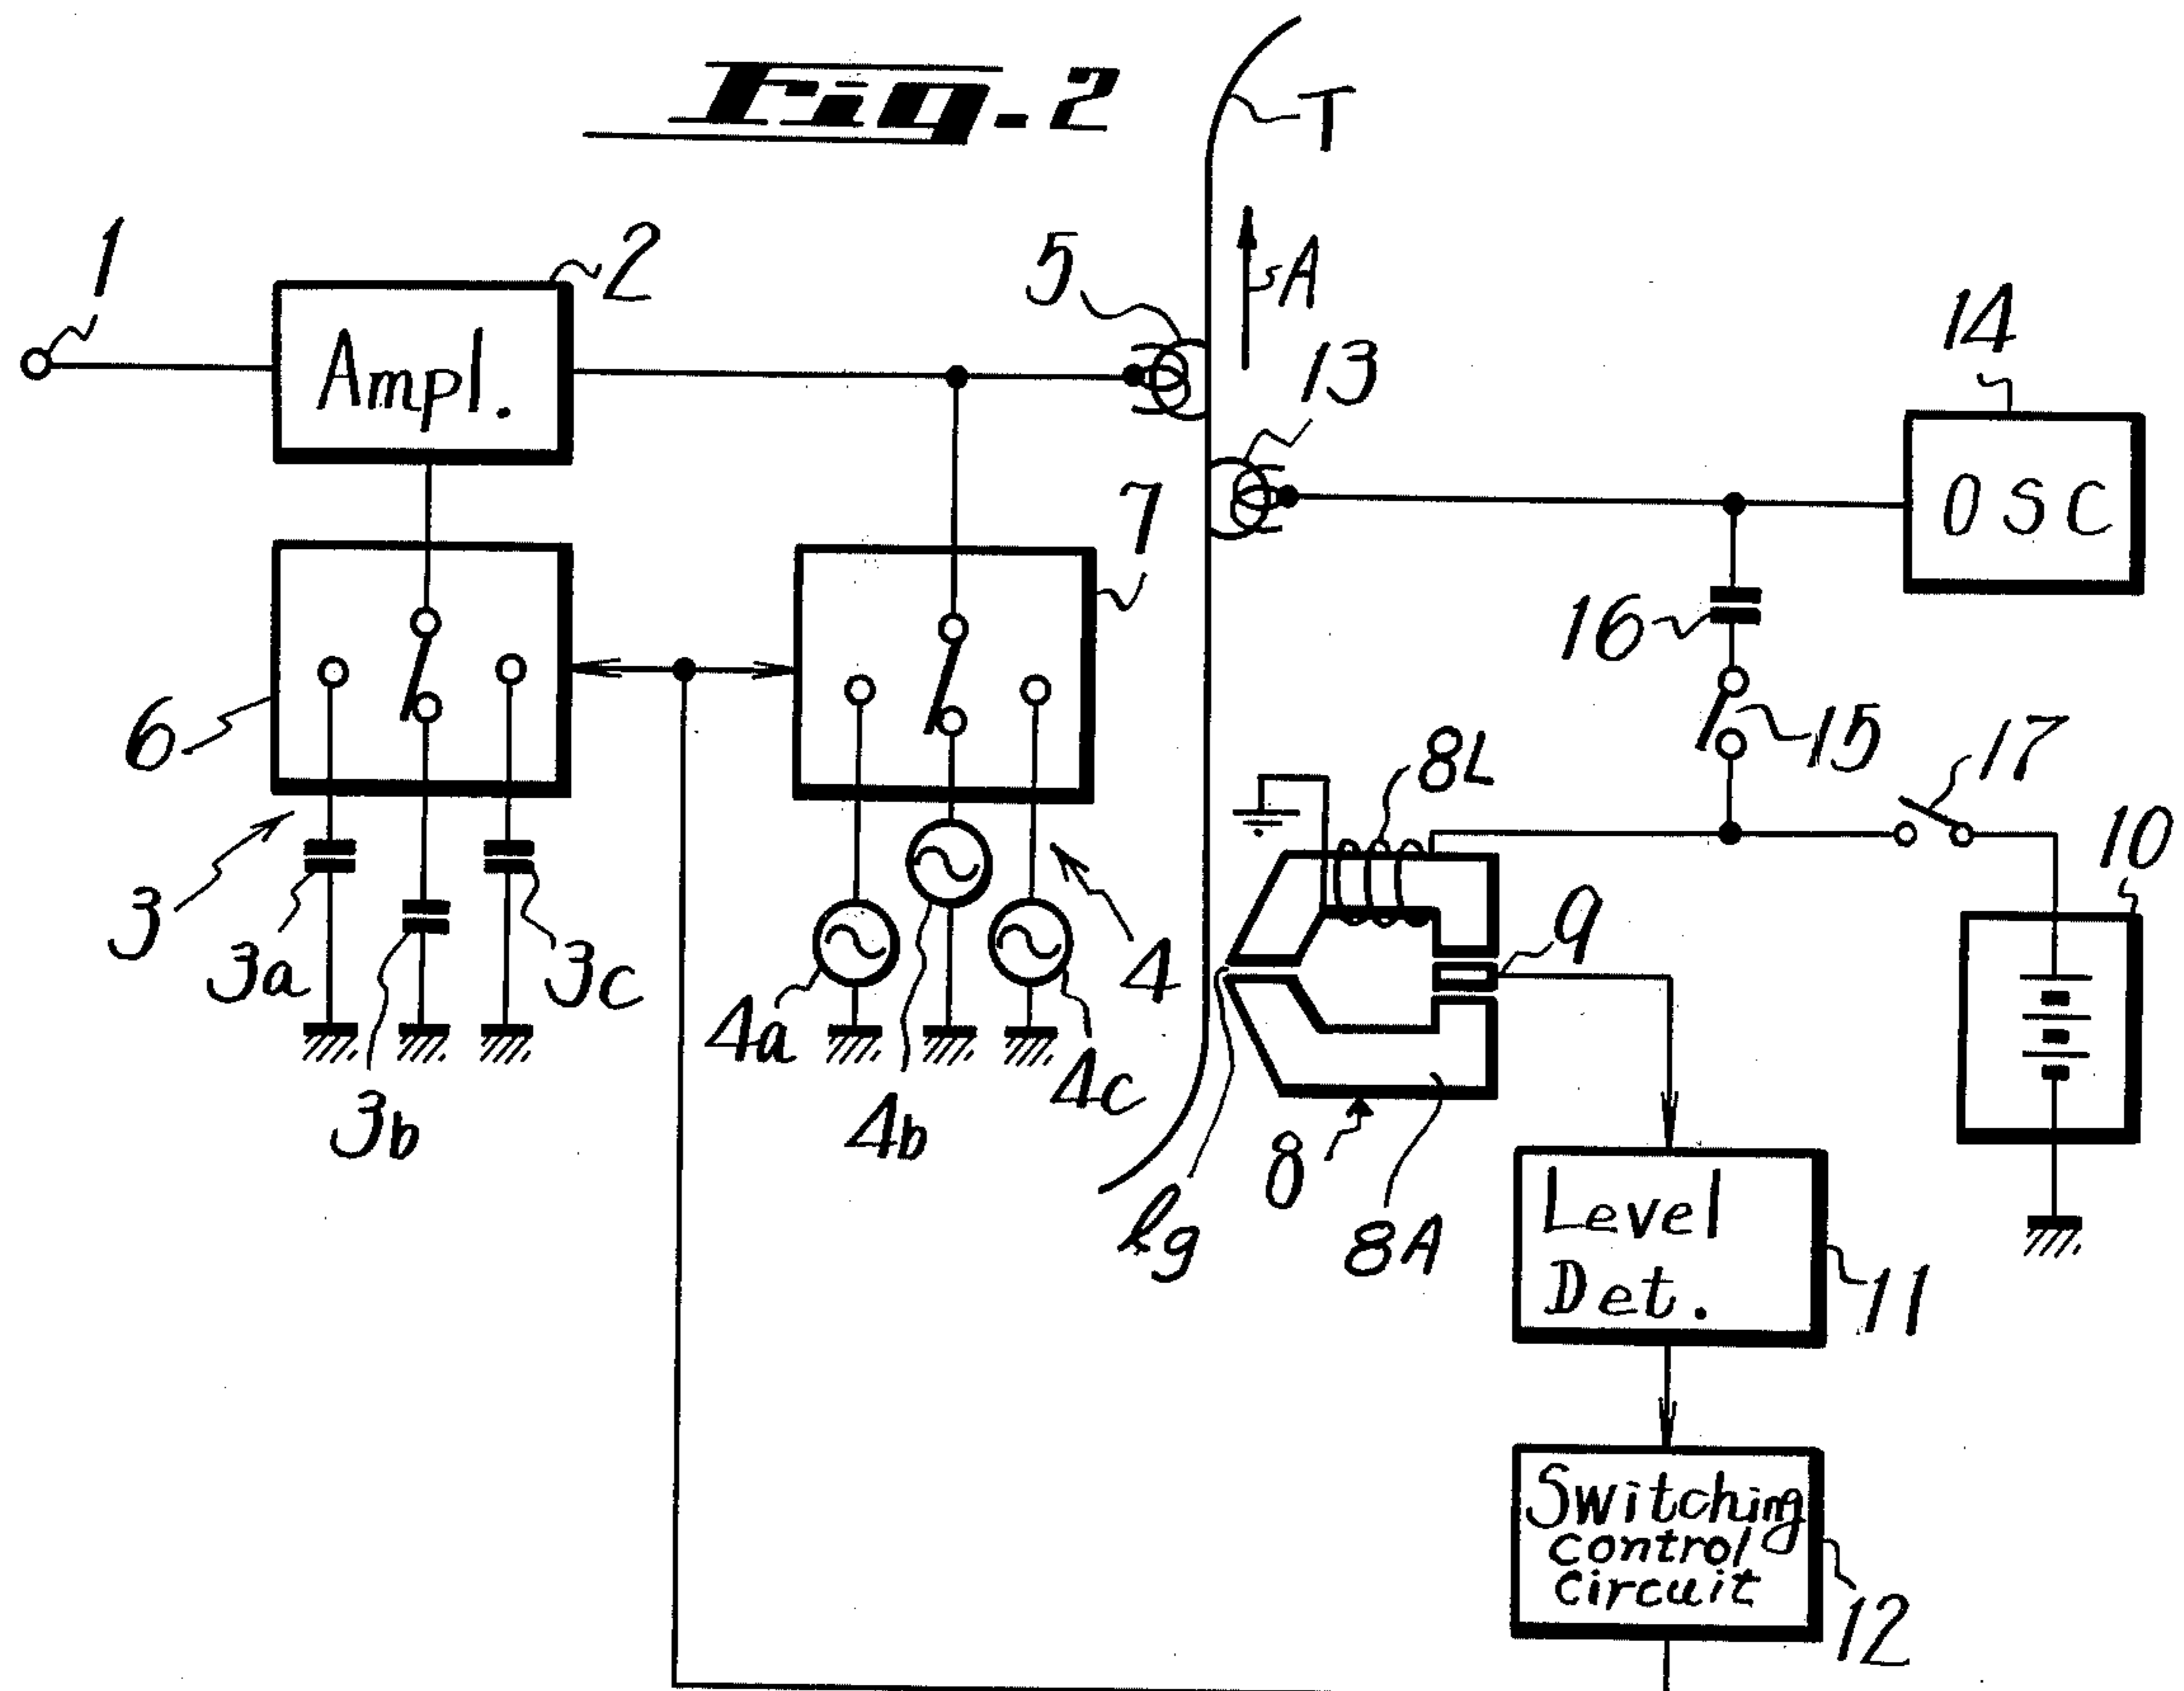 Fig. 2
T
1
2
5
A
13
14
Ampl.
OSC
7
16
6
15
17
8L
10
3
3a
3c
9
4
4a
3b
4b
4c
8
lg
8A
Level
Det.
11
Switching
control
circuit
12